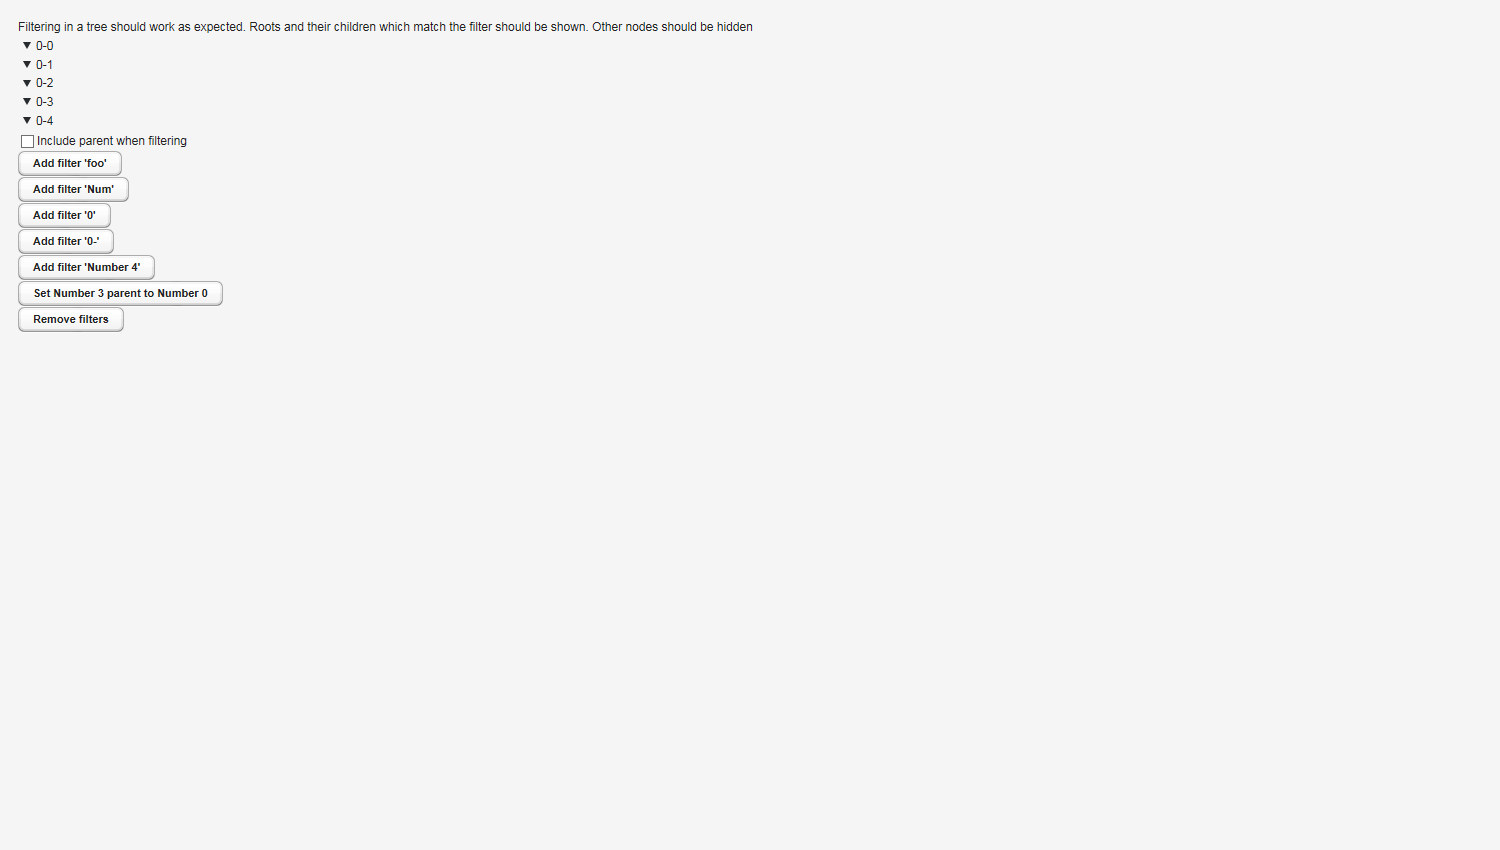 Filtering in a tree should work as expected. Roots and their children which match the filter should be shown. Other nodes should be hidden
0-0
0-1
0-2
0-3
0-4
Include parent when filtering
Add filter 'foo'
Add filter 'Num'
Add filter '0'
Add filter '0-'
Add filter 'Number 4'
Set Number 3 parent to Number 0
Remove filters